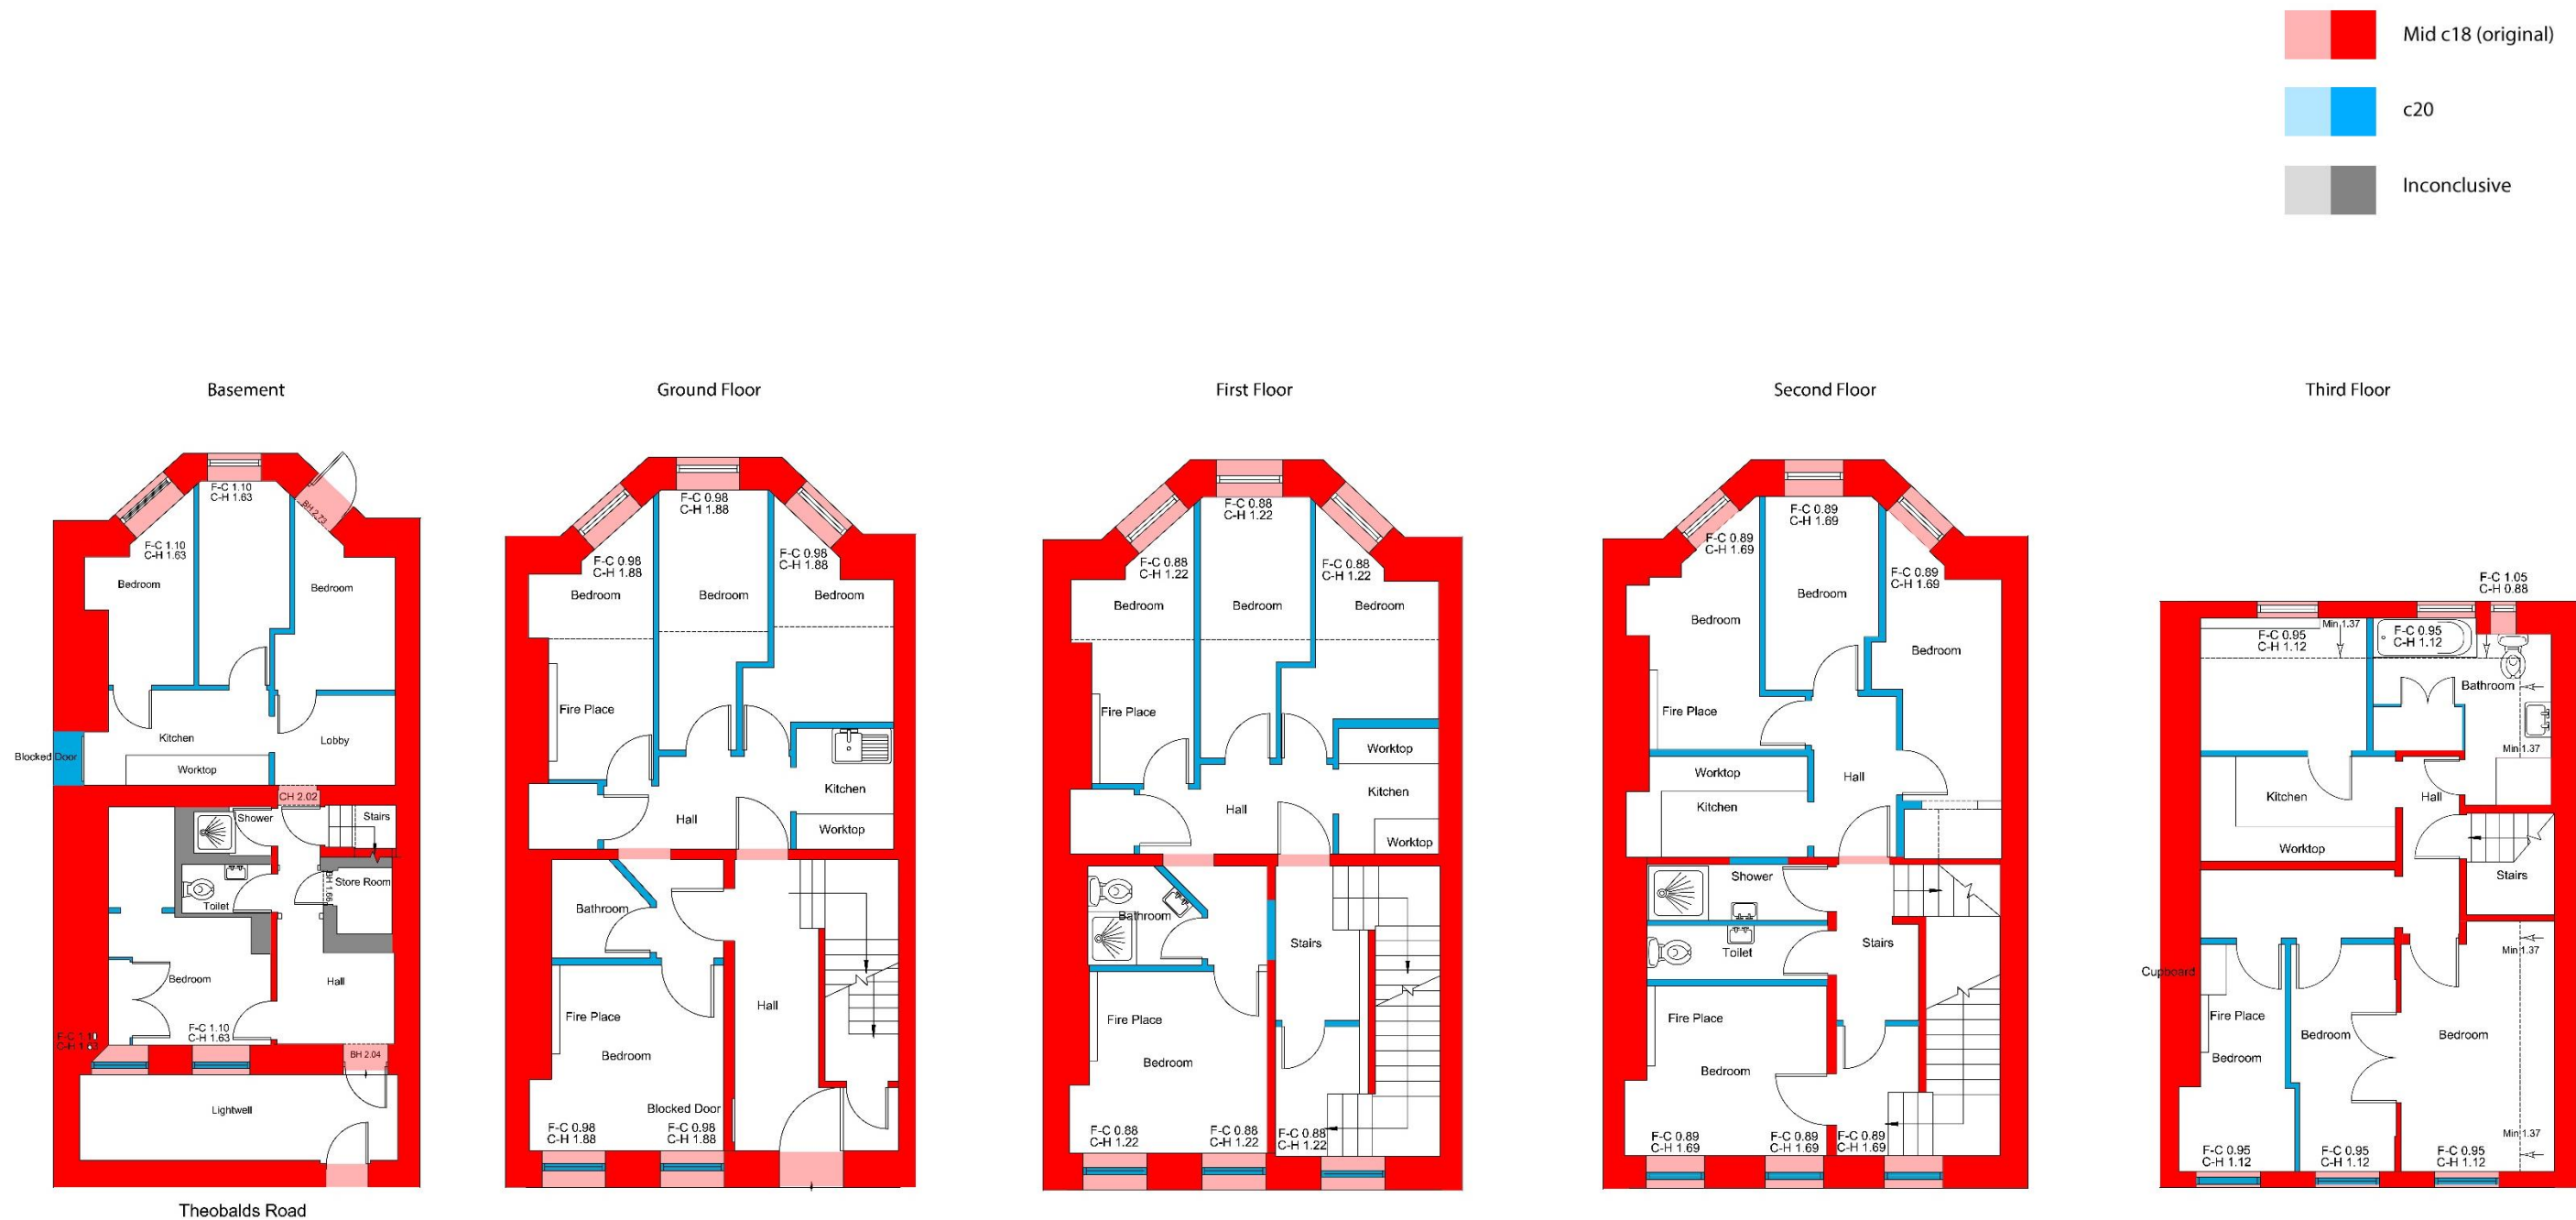 Mid c18 (original)
c20
Inconclusive
Basement
Ground Floor
First Floor
Second Floor
Third Floor
F-C 1.10
C-H 1.63
BH 2.73
F-C 1.10
C-H 1.63
Bedroom
Bedroom
Kitchen
Lobby
Blocked Door
Worktop
CH 2.02
Shower
Stairs
BH 1.66
Store Room
Toilet
Bedroom
Hall
F-C 1.10
C-H 1.63
BH 2.04
Lightwell
Theobalds Road
F-C 0.98
C-H 1.88
F-C 0.98
C-H 1.88
F-C 0.98
C-H 1.88
Bedroom
Bedroom
Bedroom
Fire Place
Kitchen
Hall
Worktop
Bathroom
Hall
Fire Place
Bedroom
Blocked Door
F-C 0.98
C-H 1.88
F-C 0.98
C-H 1.88
F-C 0.88
C-H 1.22
F-C 0.88
C-H 1.22
F-C 0.88
C-H 1.22
Bedroom
Bedroom
Bedroom
Fire Place
Worktop
Kitchen
Hall
Worktop
Bathroom
Stairs
Fire Place
Bedroom
F-C 0.88
C-H 1.22
F-C 0.88
C-H 1.22
F-C 0.88
C-H 1.22
F-C 0.89
C-H 1.69
F-C 0.89
C-H 1.69
F-C 0.89
C-H 1.69
Bedroom
Bedroom
Bedroom
Fire Place
Worktop
Hall
Kitchen
Shower
Toilet
Stairs
Fire Place
Bedroom
F-C 0.89
C-H 1.69
F-C 0.89
C-H 1.69
F-C 0.89
C-H 1.69
F-C 1.05
C-H 0.88
Min 1.37
F-C 0.95
C-H 1.12
F-C 0.95
C-H 1.12
Bathroom
Min 1.37
Kitchen
Hall
Worktop
Stairs
Min 1.37
Cupboard
Fire Place
Bedroom
Bedroom
Bedroom
Min 1.37
F-C 0.95
C-H 1.12
F-C 0.95
C-H 1.12
F-C 0.95
C-H 1.12